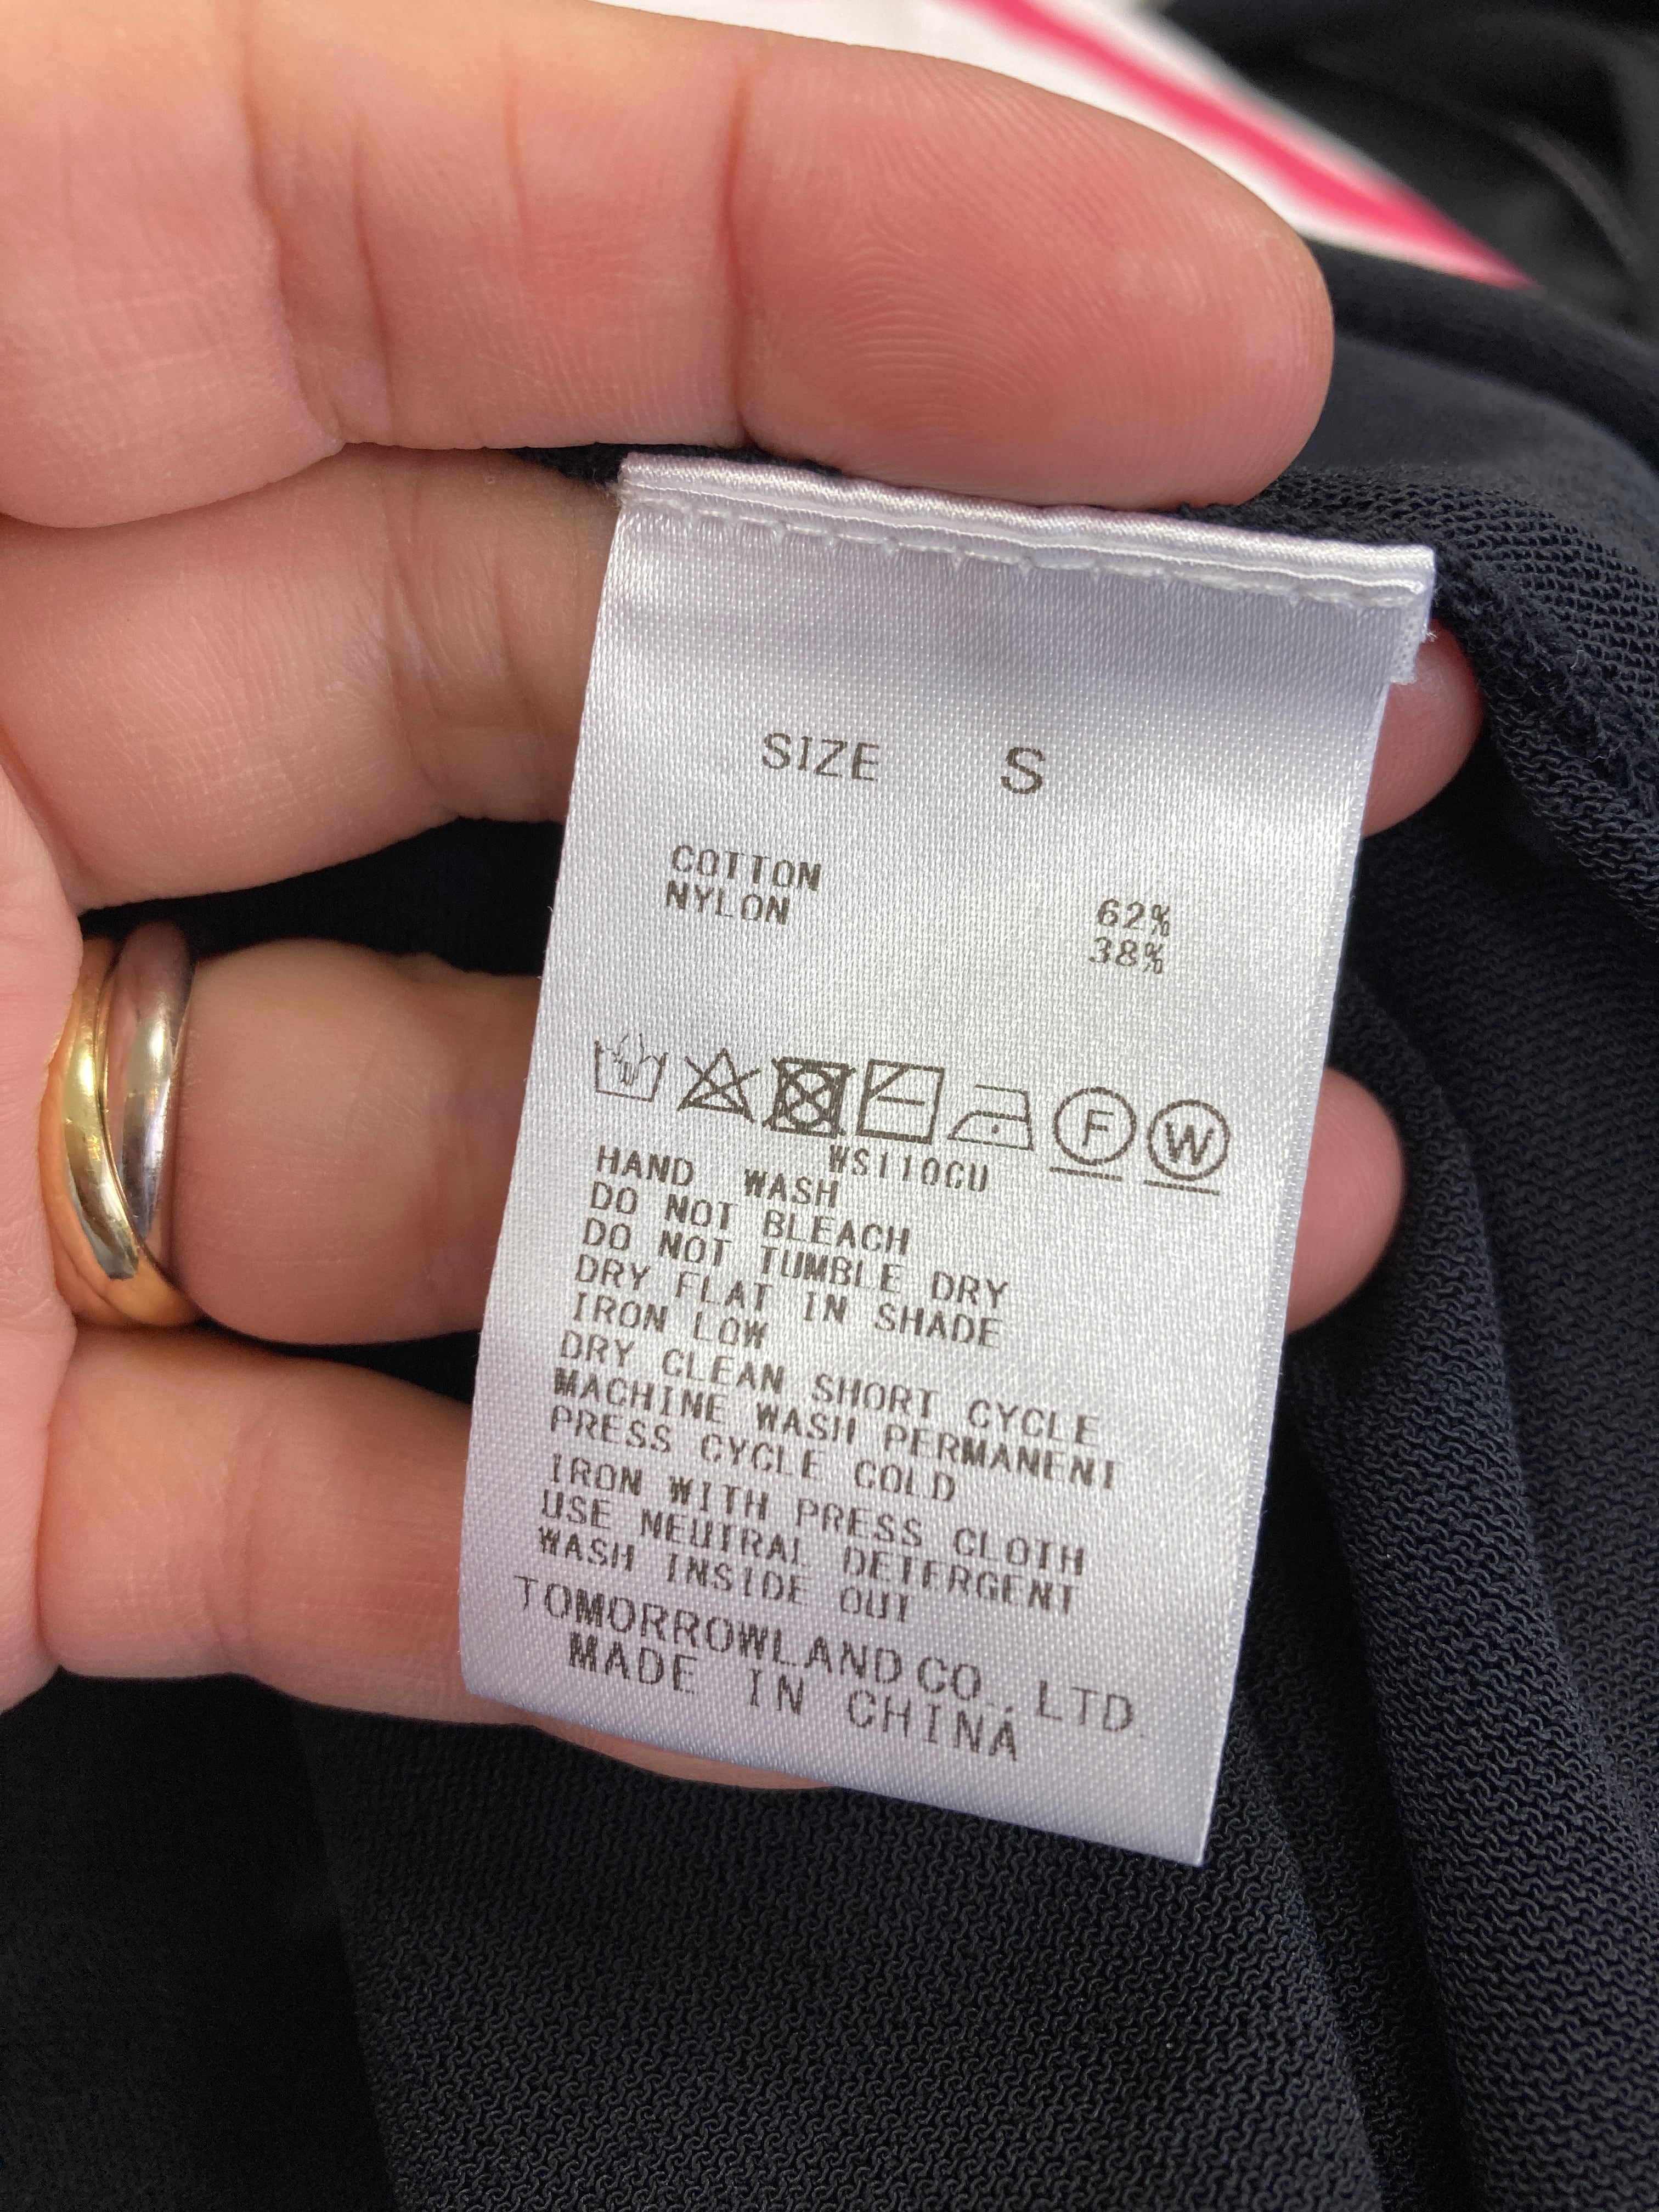 SIZE S
COTTON 62%
NYLON 38%
F W
WS110CU
HAND WASH
DO NOT BLEACH
DO NOT TUMBLE DRY
DRY FLAT IN SHADE
IRON LOW
DRY CLEAN SHORT CYCLE
MACHINE WASH PERMANENT
PRESS CYCLE COLD
IRON WITH PRESS CLOTH
USE NEUTRAL DETERGENT
WASH INSIDE OUT
TOMORROWLAND CO., LTD.
MADE IN CHINA